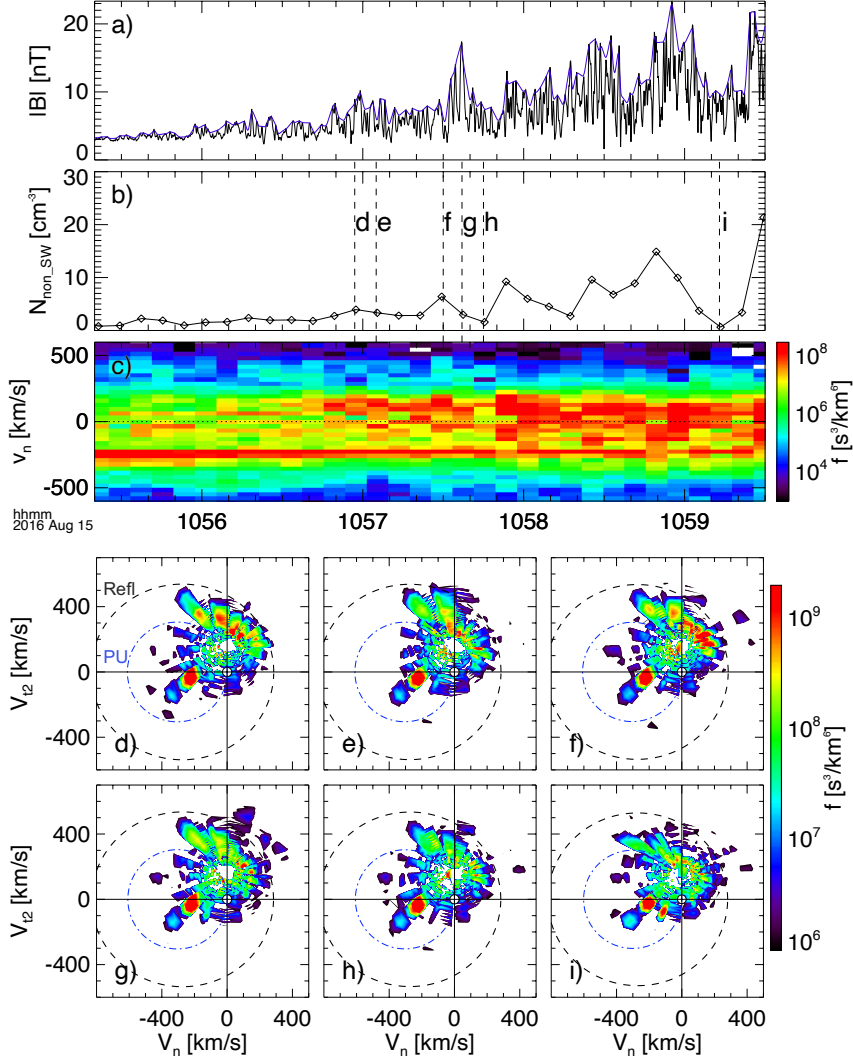 a)
|B| [nT]
20
10
0
b)
N_non_SW [cm⁻³]
30
20
10
0
d e f g h i
c)
v_n [km/s]
500
0
-500
10⁸
10⁶
10⁴
f [s³/km⁶]
hhmm
2016 Aug 15
1056 1057 1058 1059
Refl
PU
V_t2 [km/s]
400
0
-400
d) e) f)
10⁹
10⁸
10⁷
10⁶
f [s³/km⁶]
V_t2 [km/s]
400
0
-400
g) h) i)
-400 0 400 -400 0 400 -400 0 400
V_n [km/s] V_n [km/s] V_n [km/s]